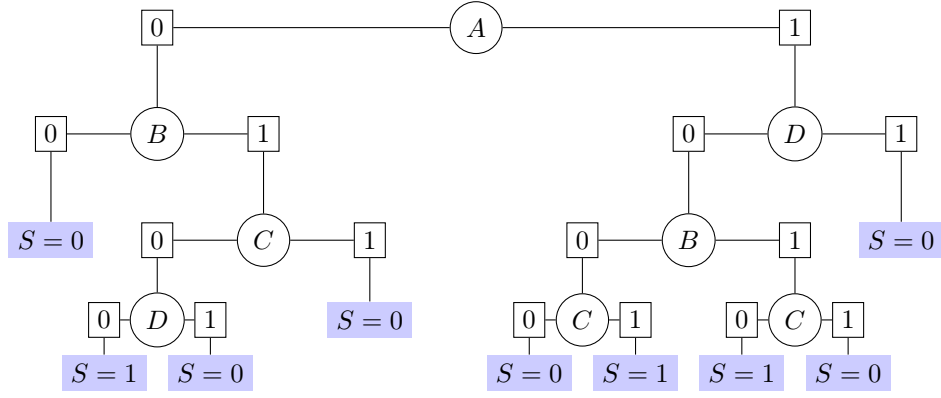 0 A 1
0 B 1 0 D 1
S = 0 0 C 1 0 B 1 S = 0
0 D 1 S = 0 0 C 1 0 C 1
S = 1 S = 0 S = 0 S = 1 S = 1 S = 0